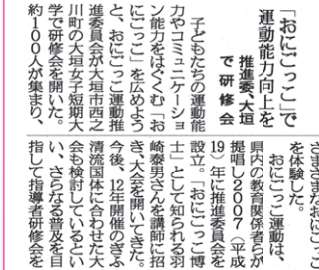 「おにごっこ」で
運動能力向上を
推進委、大垣
で研修会
子どもたちの運動能
力やコミュニケーショ
ン能力をはぐくむ「お
にごっこ」を広めよう
と、おにごっこ運動推
進委員会が大垣市西之
川町の大垣女子短期大
学で研修会を開いた。
約100人が集まり、
さまざまなおにごっこ
を体験した。
おにごっこ運動は、
県内の教育関係者らが
提唱し2007（平成
19）年に推進委員会を
設立。「おにごっこ博
士」として知られる羽
崎泰男さんを講師に招
き、大会を開いてきた。
今後、12年開催のぎふ
清流国体に合わせた大
会も検討しているとい
い、さらなる普及を目
指して指導者研修会を